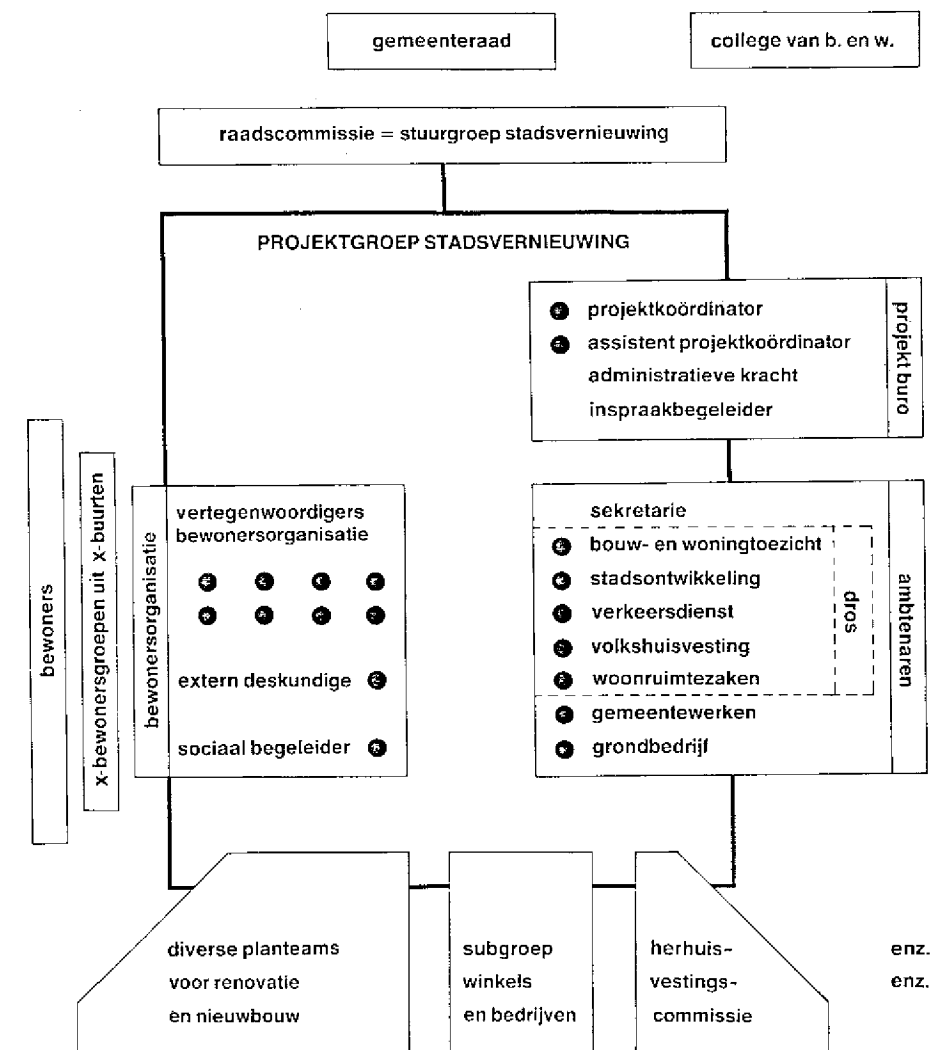 gemeenteraad
college van b. en w.
raadscommissie = stuurgroep stadsvernieuwing
PROJEKTGROEP STADSVERNIEUWING
projektkoördinator
assistent projektkoördinator
administratieve kracht
inspraakbegeleider
projekt buro
bewoners
x-bewonersgroepen uit x-buurten
bewonersorganisatie
vertegenwoordigers
bewonersorganisatie
extern deskundige
sociaal begeleider
sekretarie
bouw- en woningtoezicht
stadsontwikkeling
verkeersdienst
volkshuisvesting
woonruimtezaken
gemeentewerken
grondbedrijf
dros
ambtenaren
diverse planteams
voor renovatie
en nieuwbouw
subgroep
winkels
en bedrijven
herhuis-
vestings-
commissie
enz.
enz.